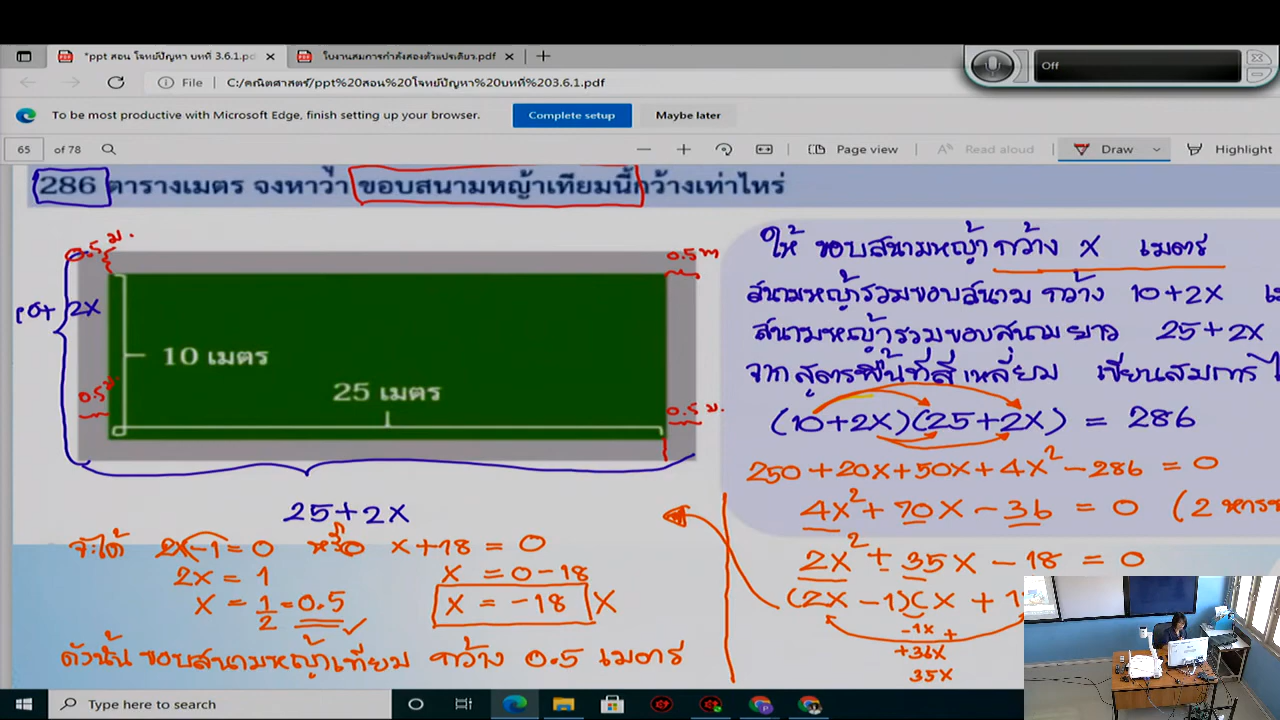 *ppt สอน โจทย์ปัญหา บทที่ 3.6.1.pc
ใบงานสมการกำลังสองตัวแปรเดียว.pdf
Off
File
C:/คณิตศาสตร์/ppt%20สอน%20โจทย์ปัญหา%20บทที่%203.6.1.pdf
To be most productive with Microsoft Edge, finish setting up your browser.
Complete setup
Maybe later
65 of 78
Page view
Read aloud
Draw
Highlight
286 ตารางเมตร จงหาว่า ขอบสนามหญ้าเทียมนี้กว้างเท่าไหร่
0.5 ม.
0.5 m
10+ 2X
10 เมตร
25 เมตร
0.5 ม.
0.5 ม.
25+2X
ให้ ขอบสนามหญ้า กว้าง X เมตร
สนามหญ้ารวมขอบสนาม กว้าง 10+2X
สนามหญ้ารวมขอบสนาม ยาว 25+2X
จากสูตรพื้นที่สี่เหลี่ยม เขียนสมการ
(10+2X)(25+2X) = 286
250 +20X+50X+4X² -286 = 0
4X²+70X -36 = 0 (2 หาร
2X² + 35X -18 = 0
(2X -1)(X + 1
-1X +
+36X
35X
จะได้ 2X-1=0 หรือ X+18 = 0
2X = 1 X = 0-18
X = 1/2 = 0.5 ✓ X = -18 X
ดังนั้น ขอบสนามหญ้าเทียม กว้าง 0.5 เมตร
Type here to search